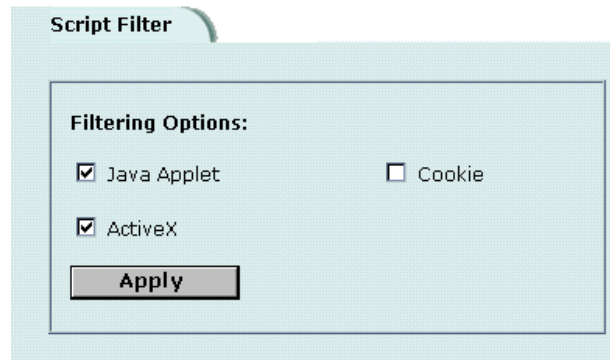 Script Filter
Filtering Options:
Java Applet
Cookie
ActiveX
Apply